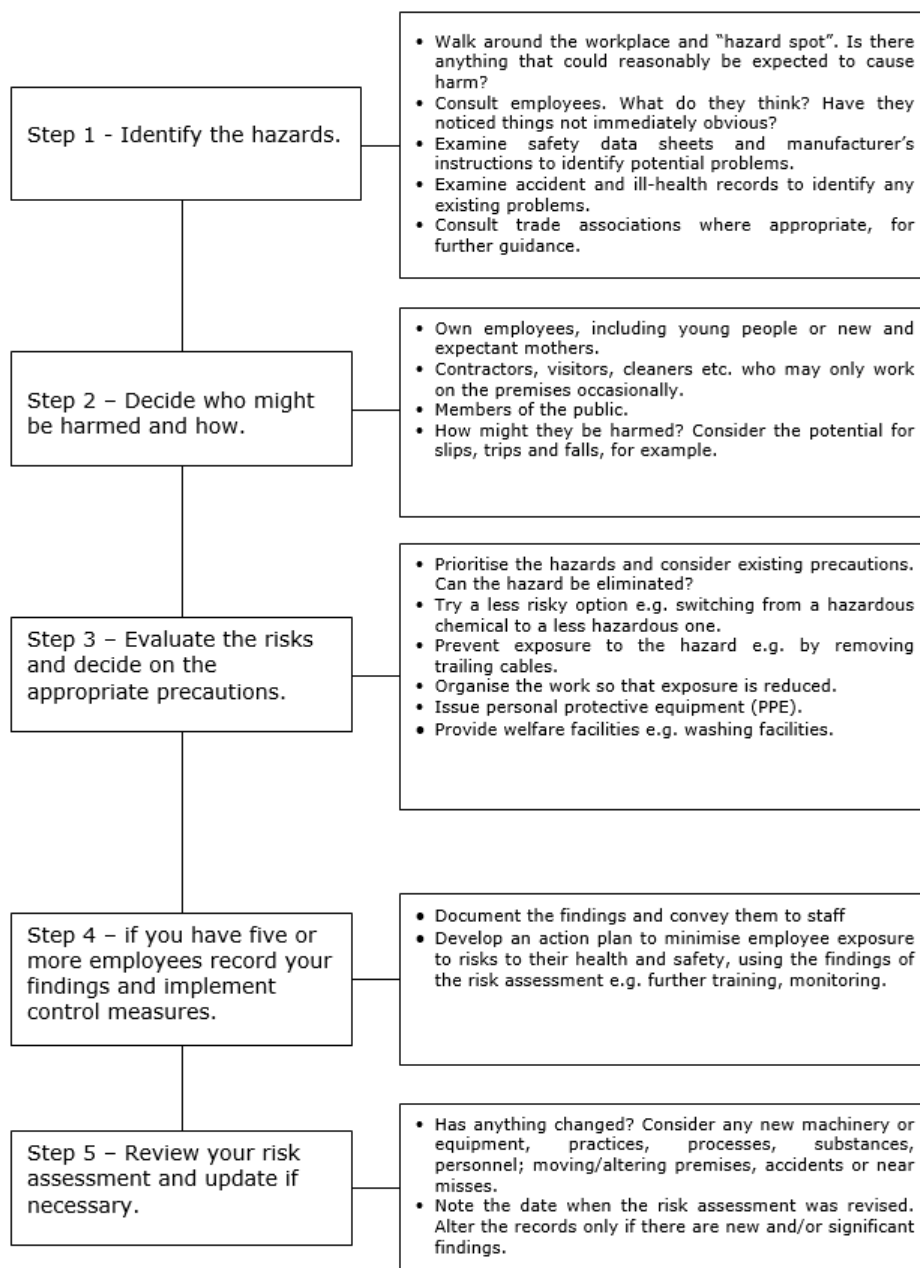 Step 1 - Identify the hazards.
• Walk around the workplace and “hazard spot”. Is there
anything that could reasonably be expected to cause
harm?
• Consult employees. What do they think? Have they
noticed things not immediately obvious?
• Examine safety data sheets and manufacturer’s
instructions to identify potential problems.
• Examine accident and ill-health records to identify any
existing problems.
• Consult trade associations where appropriate, for
further guidance.
Step 2 – Decide who might
be harmed and how.
• Own employees, including young people or new and
expectant mothers.
• Contractors, visitors, cleaners etc. who may only work
on the premises occasionally.
• Members of the public.
• How might they be harmed? Consider the potential for
slips, trips and falls, for example.
Step 3 – Evaluate the risks
and decide on the
appropriate precautions.
• Prioritise the hazards and consider existing precautions.
Can the hazard be eliminated?
• Try a less risky option e.g. switching from a hazardous
chemical to a less hazardous one.
• Prevent exposure to the hazard e.g. by removing
trailing cables.
• Organise the work so that exposure is reduced.
• Issue personal protective equipment (PPE).
• Provide welfare facilities e.g. washing facilities.
Step 4 – if you have five or
more employees record your
findings and implement
control measures.
• Document the findings and convey them to staff
• Develop an action plan to minimise employee exposure
to risks to their health and safety, using the findings of
the risk assessment e.g. further training, monitoring.
Step 5 – Review your risk
assessment and update if
necessary.
• Has anything changed? Consider any new machinery or
equipment, practices, processes, substances,
personnel; moving/altering premises, accidents or near
misses.
• Note the date when the risk assessment was revised.
Alter the records only if there are new and/or significant
findings.